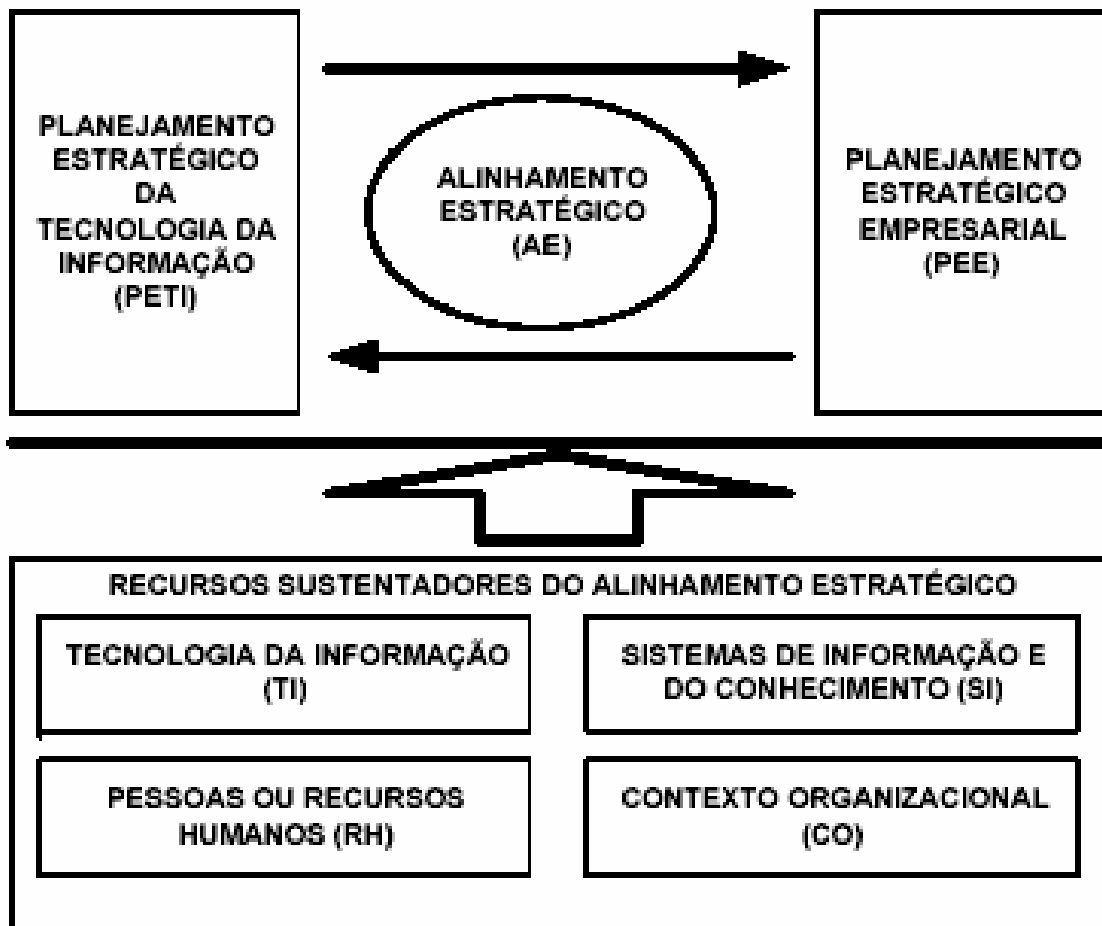 PLANEJAMENTO
ESTRATÉGICO
DA
TECNOLOGIA DA
INFORMAÇÃO
(PETI)
ALINHAMENTO
ESTRATÉGICO
(AE)
PLANEJAMENTO
ESTRATÉGICO
EMPRESARIAL
(PEE)
RECURSOS SUSTENTADORES DO ALINHAMENTO ESTRATÉGICO
TECNOLOGIA DA INFORMAÇÃO
(TI)
SISTEMAS DE INFORMAÇÃO E
DO CONHECIMENTO (SI)
PESSOAS OU RECURSOS
HUMANOS (RH)
CONTEXTO ORGANIZACIONAL
(CO)